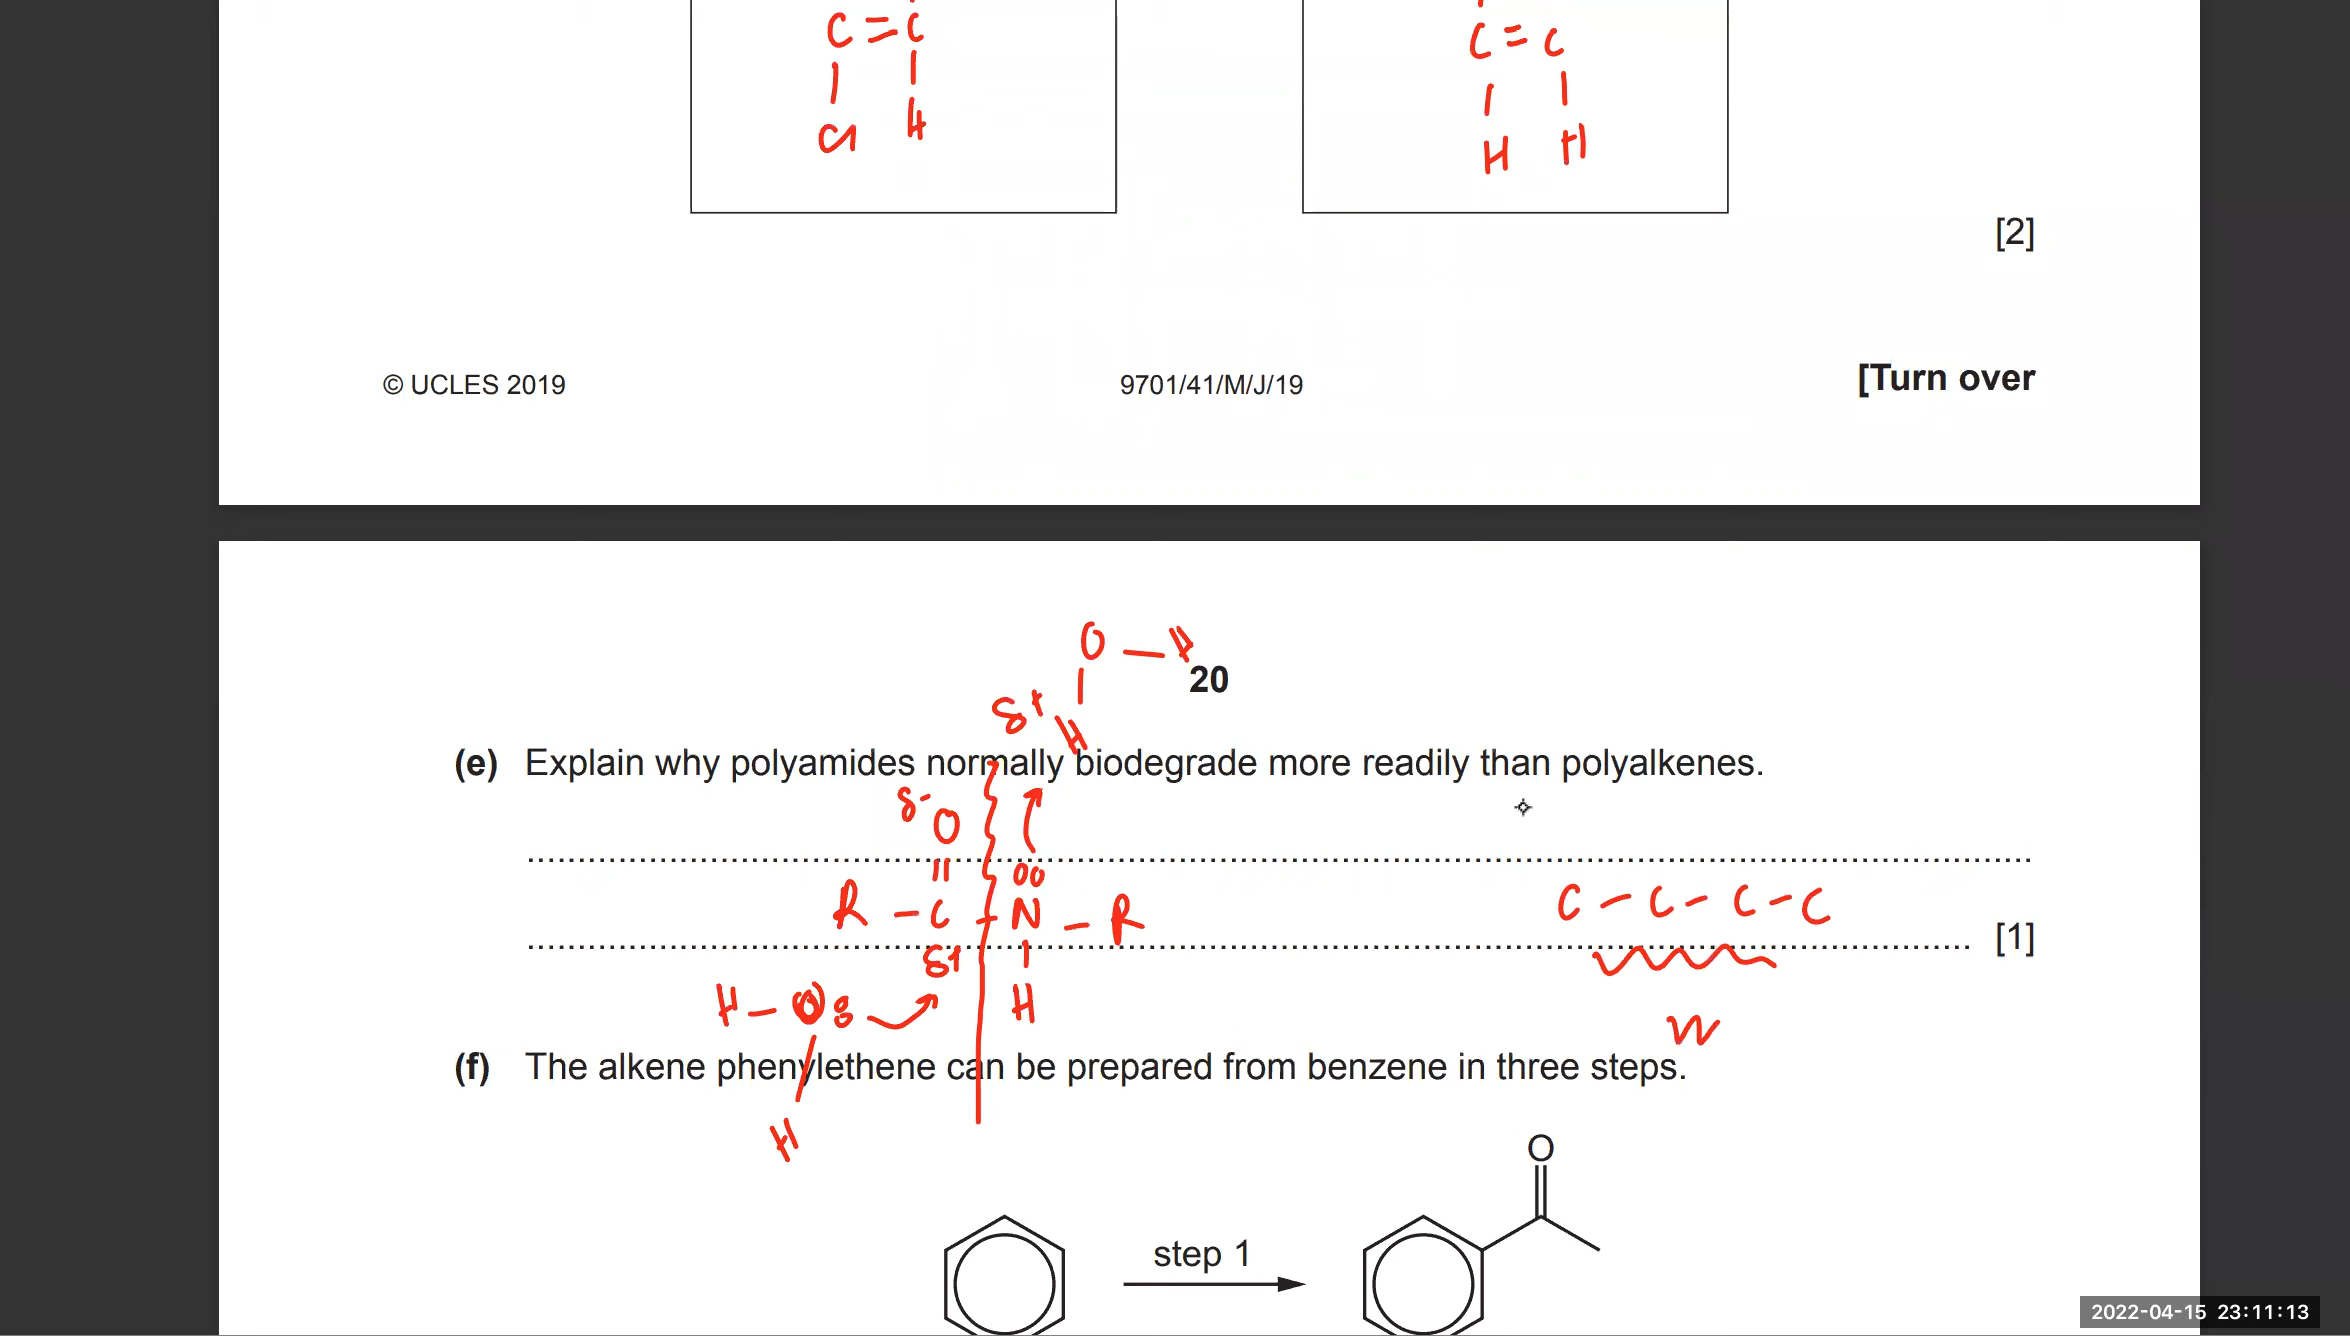 C = C
C = C
Cl H
H H
[2]
© UCLES 2019 9701/41/M/J/19 [Turn over
O — H
20
δ+ H
(e) Explain why polyamides normally biodegrade more readily than polyalkenes.
δ-
O
R – C – N – R
C – C – C – C
[1]
δ+
H – O
H
(f) The alkene phenylethene can be prepared from benzene in three steps.
H
O
step 1
2022-04-15 23:11:13